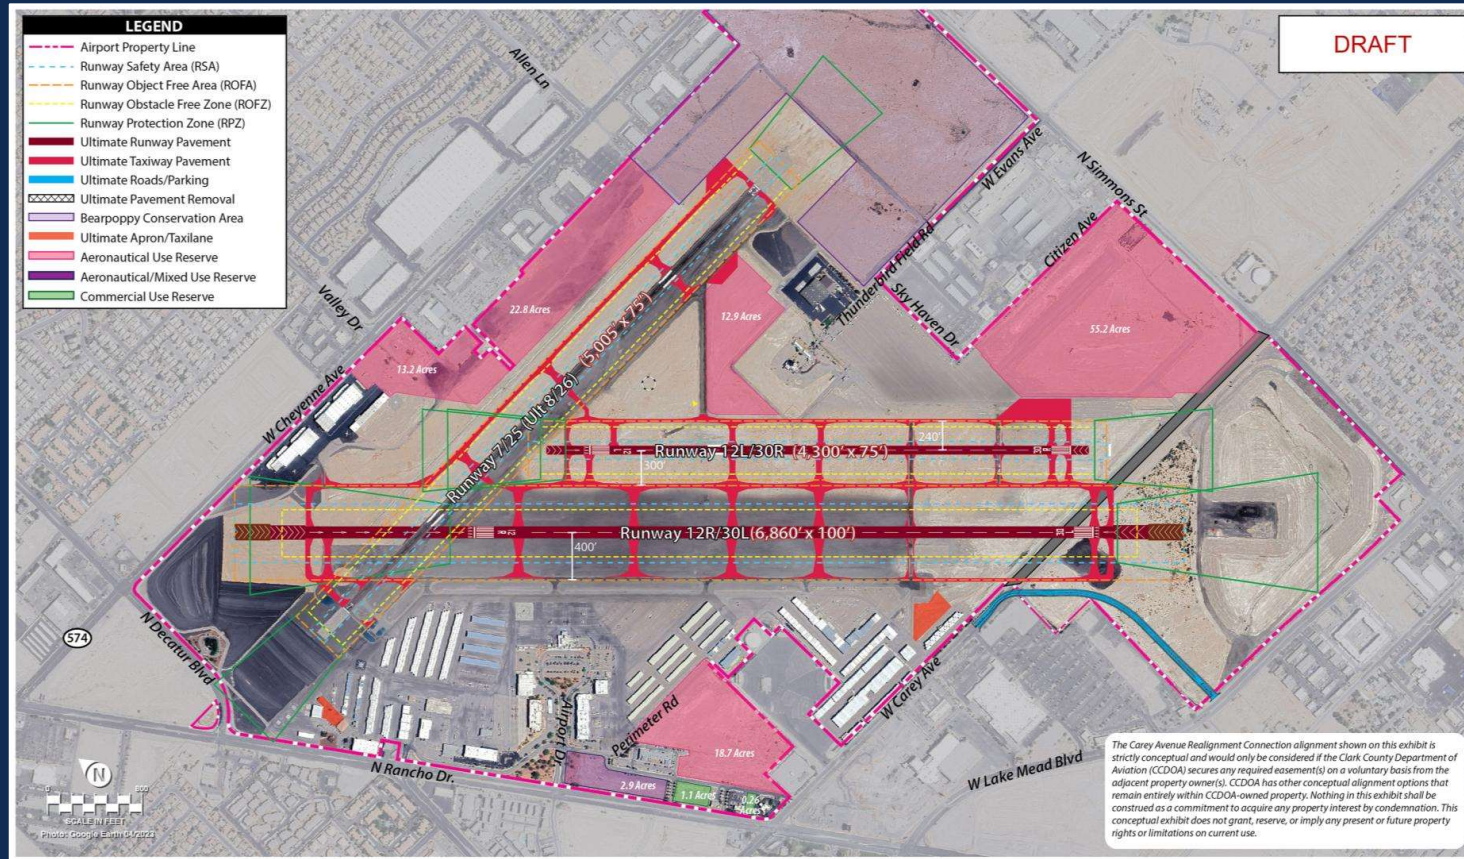 LEGEND
Airport Property Line
Runway Safety Area (RSA)
Runway Object Free Area (ROFA)
Runway Obstacle Free Zone (ROFZ)
Runway Protection Zone (RPZ)
Ultimate Runway Pavement
Ultimate Taxiway Pavement
Ultimate Roads/Parking
Ultimate Pavement Removal
Bearpoppy Conservation Area
Ultimate Apron/Taxilane
Aeronautical Use Reserve
Aeronautical/Mixed Use Reserve
Commercial Use Reserve
DRAFT
Allen Ln
W Evans Ave
N Simmons St
Citizen Ave
Thunderbird Field Rd
Sky Haven Dr
Valley Dr
22.8 Acres
12.9 Acres
55.2 Acres
13.2 Acres
W Cheyenne Ave
Runway 7/25 (Ult 8/26) (5,005' x 75')
240'
Runway 12L/30R (4,300' x 75')
300'
Runway 12R/30L(6,860' x 100')
400'
574
N Decatur Blvd
W Carey Ave
Airport Dr.
Perimeter Rd
18.7 Acres
N Rancho Dr.
2.9 Acres
1.1 Acres
0.26
Acres
W Lake Mead Blvd
N
0 600
SCALE IN FEET
Photo: Google Earth 04/2023
The Carey Avenue Realignment Connection alignment shown on this exhibit is
strictly conceptual and would only be considered if the Clark County Department of
Aviation (CCDOA) secures any required easement(s) on a voluntary basis from the
adjacent property owner(s). CCDOA has other conceptual alignment options that
remain entirely within CCDOA-owned property. Nothing in this exhibit shall be
construed as a commitment to acquire any property interest by condemnation. This
conceptual exhibit does not grant, reserve, or imply any present or future property
rights or limitations on current use.